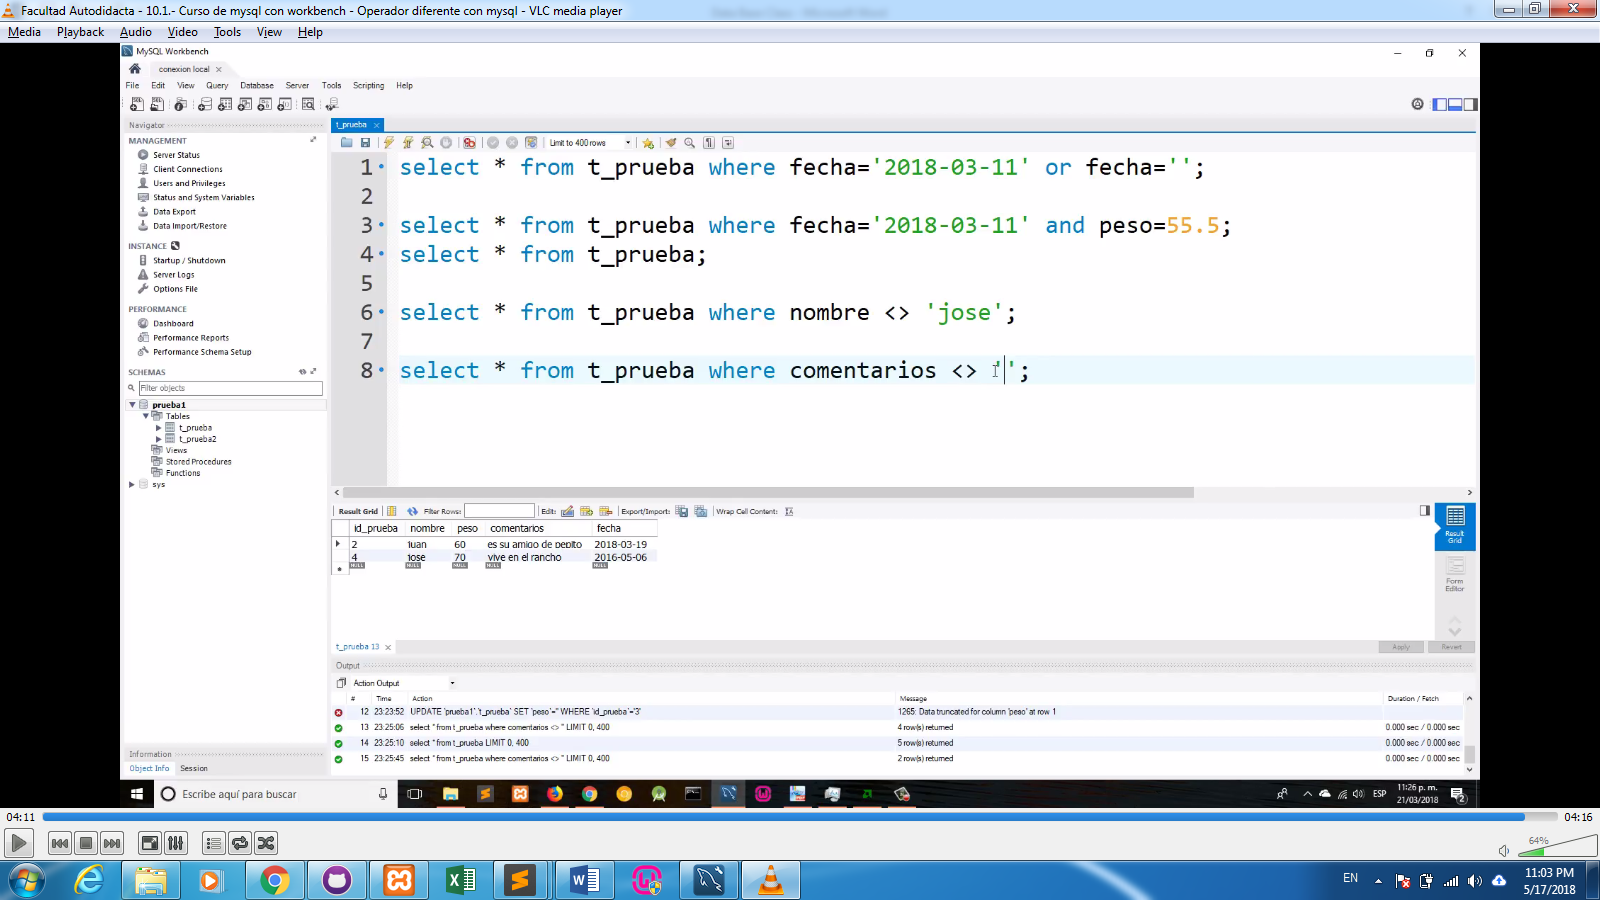 Facultad Autodidacta - 10.1.- Curso de mysql con workbench - Operador diferente con mysql - VLC media player
Media Playback Audio Video Tools View Help
MySQL Workbench
conexion local
File Edit View Query Database Server Tools Scripting Help
Navigator
MANAGEMENT
Server Status
Client Connections
Users and Privileges
Status and System Variables
Data Export
Data Import/Restore
INSTANCE
Startup / Shutdown
Server Logs
Options File
PERFORMANCE
Dashboard
Performance Reports
Performance Schema Setup
SCHEMAS
Filter objects
prueba1
Tables
t_prueba
t_prueba2
Views
Stored Procedures
Functions
sys
Information
Object Info Session
t_prueba
Limit to 400 rows
1 select * from t_prueba where fecha='2018-03-11' or fecha='';
2
3 select * from t_prueba where fecha='2018-03-11' and peso=55.5;
4 select * from t_prueba;
5
6 select * from t_prueba where nombre <> 'jose';
7
8 select * from t_prueba where comentarios <> '';
Result Grid Filter Rows: Edit: Export/Import: Wrap Cell Content:
id_prueba nombre peso comentarios fecha
2 juan 60 es su amigo de pepito 2018-03-19
4 jose 70 vive en el rancho 2016-05-06
NULL NULL NULL NULL NULL
Result Grid
Form Editor
t_prueba 13
Apply Revert
Output
Action Output
# Time Action Message Duration / Fetch
12 23:23:52 UPDATE `prueba1`.`t_prueba` SET `peso`='' WHERE `id_prueba`='3' 1265: Data truncated for column 'peso' at row 1
13 23:25:06 select * from t_prueba where comentarios <> '' LIMIT 0, 400 4 row(s) returned 0.000 sec / 0.000 sec
14 23:25:10 select * from t_prueba LIMIT 0, 400 5 row(s) returned 0.000 sec / 0.000 sec
15 23:25:45 select * from t_prueba where comentarios <> '' LIMIT 0, 400 2 row(s) returned 0.000 sec / 0.000 sec
Escribe aquí para buscar
ESP
11:26 p. m.
21/03/2018
2
04:11
04:16
64%
EN
11:03 PM
5/17/2018